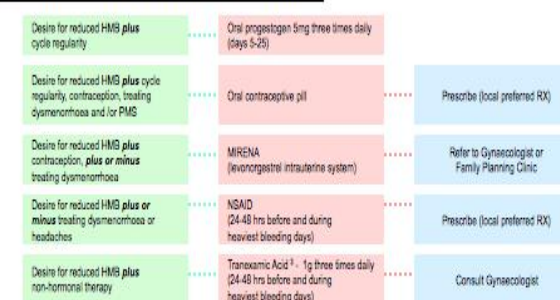 Desire for reduced HMB plus
cycle regularity
Oral progestogen 5mg three times daily
(days 5-25)
Desire for reduced HMB plus cycle
regularity, contraception, treating
dysmenorrhoea and /or PMS
Oral contraceptive pill
Prescribe (local preferred RX)
Desire for reduced HMB plus
contraception, plus or minus
treating dysmenorrhoea
MIRENA
(levonorgestrel intrauterine system)
Refer to Gynaecologist or
Family Planning Clinic
Desire for reduced HMB plus or
minus treating dysmenorrhoea or
headaches
NSAID
(24-48 hrs before and during
heaviest bleeding days)
Prescribe (local preferred RX)
Desire for reduced HMB plus
non-hormonal therapy
Tranexamic Acid - 1g three times daily
(24-48 hrs before and during
heaviest bleeding days)
Consult Gynaecologist